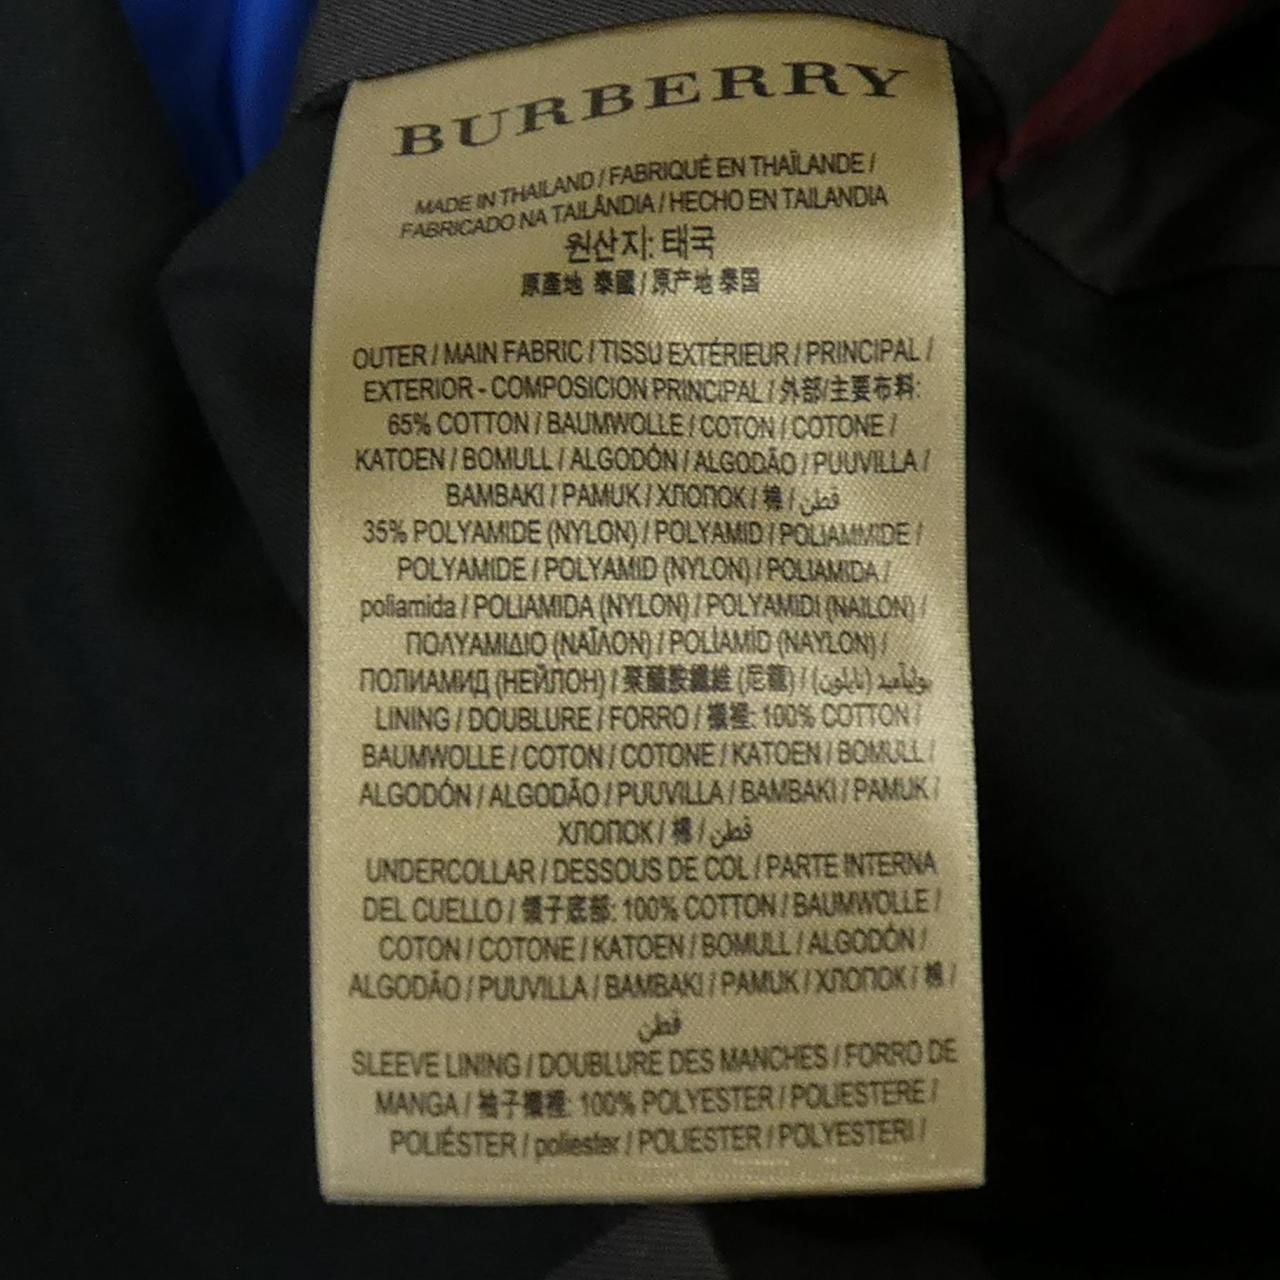 BURBERRY
MADE IN THAILAND / FABRIQUÉ EN THAÏLANDE /
FABRICADO NA TAILÂNDIA / HECHO EN TAILANDIA
원산지: 태국
原產地 泰國 / 原产地 泰国
OUTER / MAIN FABRIC / TISSU EXTÉRIEUR / PRINCIPAL /
EXTERIOR - COMPOSICION PRINCIPAL / 外部/主要布料:
65% COTTON / BAUMWOLLE / COTON / COTONE /
KATOEN / BOMULL / ALGODÓN / ALGODÃO / PUUVILLA /
BAMBAKI / PAMUK / ХЛОПОК / 棉 / قطن
35% POLYAMIDE (NYLON) / POLYAMID / POLIAMMIDE /
POLYAMIDE / POLYAMID (NYLON) / POLIAMIDA /
poliamida / POLIAMIDA (NYLON) / POLYAMIDI (NAILON) /
ΠΟΛΥΑΜΙΔΙΟ (ΝΑΪΛΟΝ) / POLİAMİD (NAYLON) /
ПОЛИАМИД (НЕЙЛОН) / 聚醯胺纖維 (尼龍) / بوليآميد (نايلون)
LINING / DOUBLURE / FORRO / 襯裡: 100% COTTON /
BAUMWOLLE / COTON / COTONE / KATOEN / BOMULL /
ALGODÓN / ALGODÃO / PUUVILLA / BAMBAKI / PAMUK /
ХЛОПОК / 棉 / قطن
UNDERCOLLAR / DESSOUS DE COL / PARTE INTERNA
DEL CUELLO / 領子底部: 100% COTTON / BAUMWOLLE /
COTON / COTONE / KATOEN / BOMULL / ALGODÓN /
ALGODÃO / PUUVILLA / BAMBAKI / PAMUK / ХЛОПОК / 棉 /
قطن
SLEEVE LINING / DOUBLURE DES MANCHES / FORRO DE
MANGA / 袖子襯裡: 100% POLYESTER / POLIESTERE /
POLIÉSTER / poliester / POLIESTER / POLYESTERI /